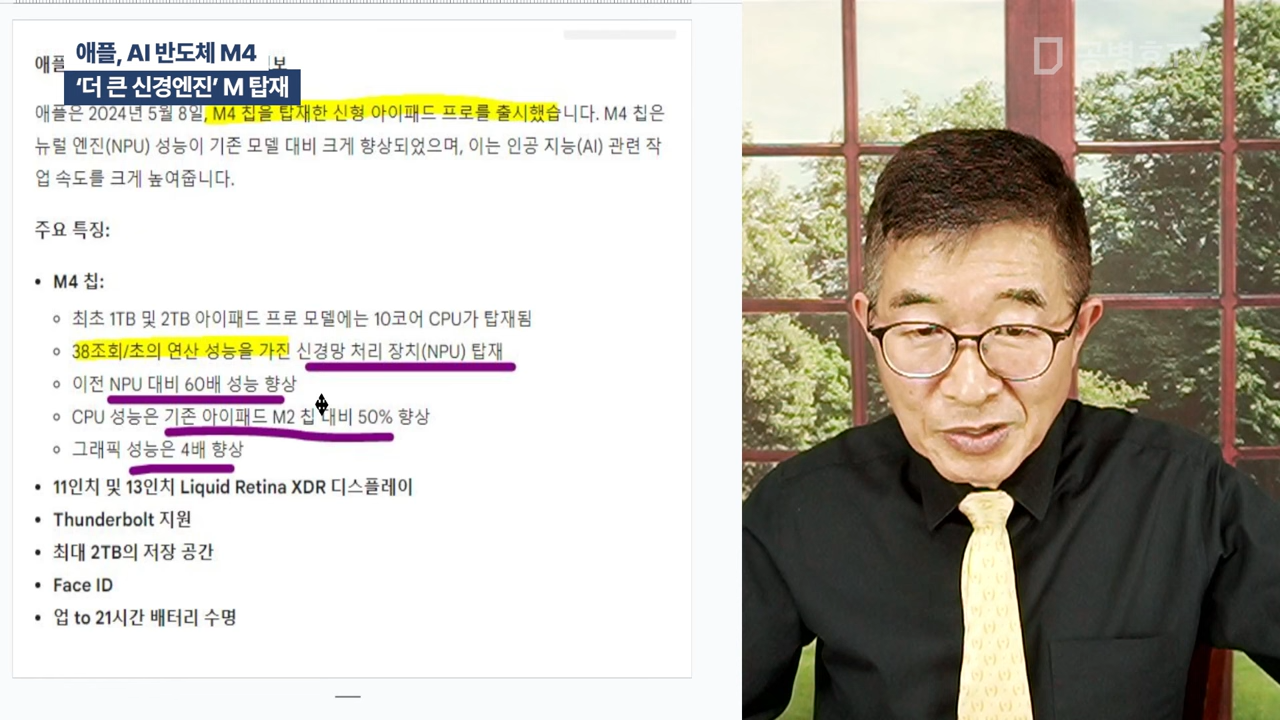 애플, AI 반도체 M4
‘더 큰 신경엔진’ M 탑재
애플 보
애플은 2024년 5월 8일, M4 칩을 탑재한 신형 아이패드 프로를 출시했습니다. M4 칩은
뉴럴 엔진(NPU) 성능이 기존 모델 대비 크게 향상되었으며, 이는 인공 지능(AI) 관련 작
업 속도를 크게 높여줍니다.
주요 특징:
• M4 칩:
◦ 최초 1TB 및 2TB 아이패드 프로 모델에는 10코어 CPU가 탑재됨
◦ 38조회/초의 연산 성능을 가진 신경망 처리 장치(NPU) 탑재
◦ 이전 NPU 대비 60배 성능 향상
◦ CPU 성능은 기존 아이패드 M2 칩 대비 50% 향상
◦ 그래픽 성능은 4배 향상
• 11인치 및 13인치 Liquid Retina XDR 디스플레이
• Thunderbolt 지원
• 최대 2TB의 저장 공간
• Face ID
• 업 to 21시간 배터리 수명
공병호TV